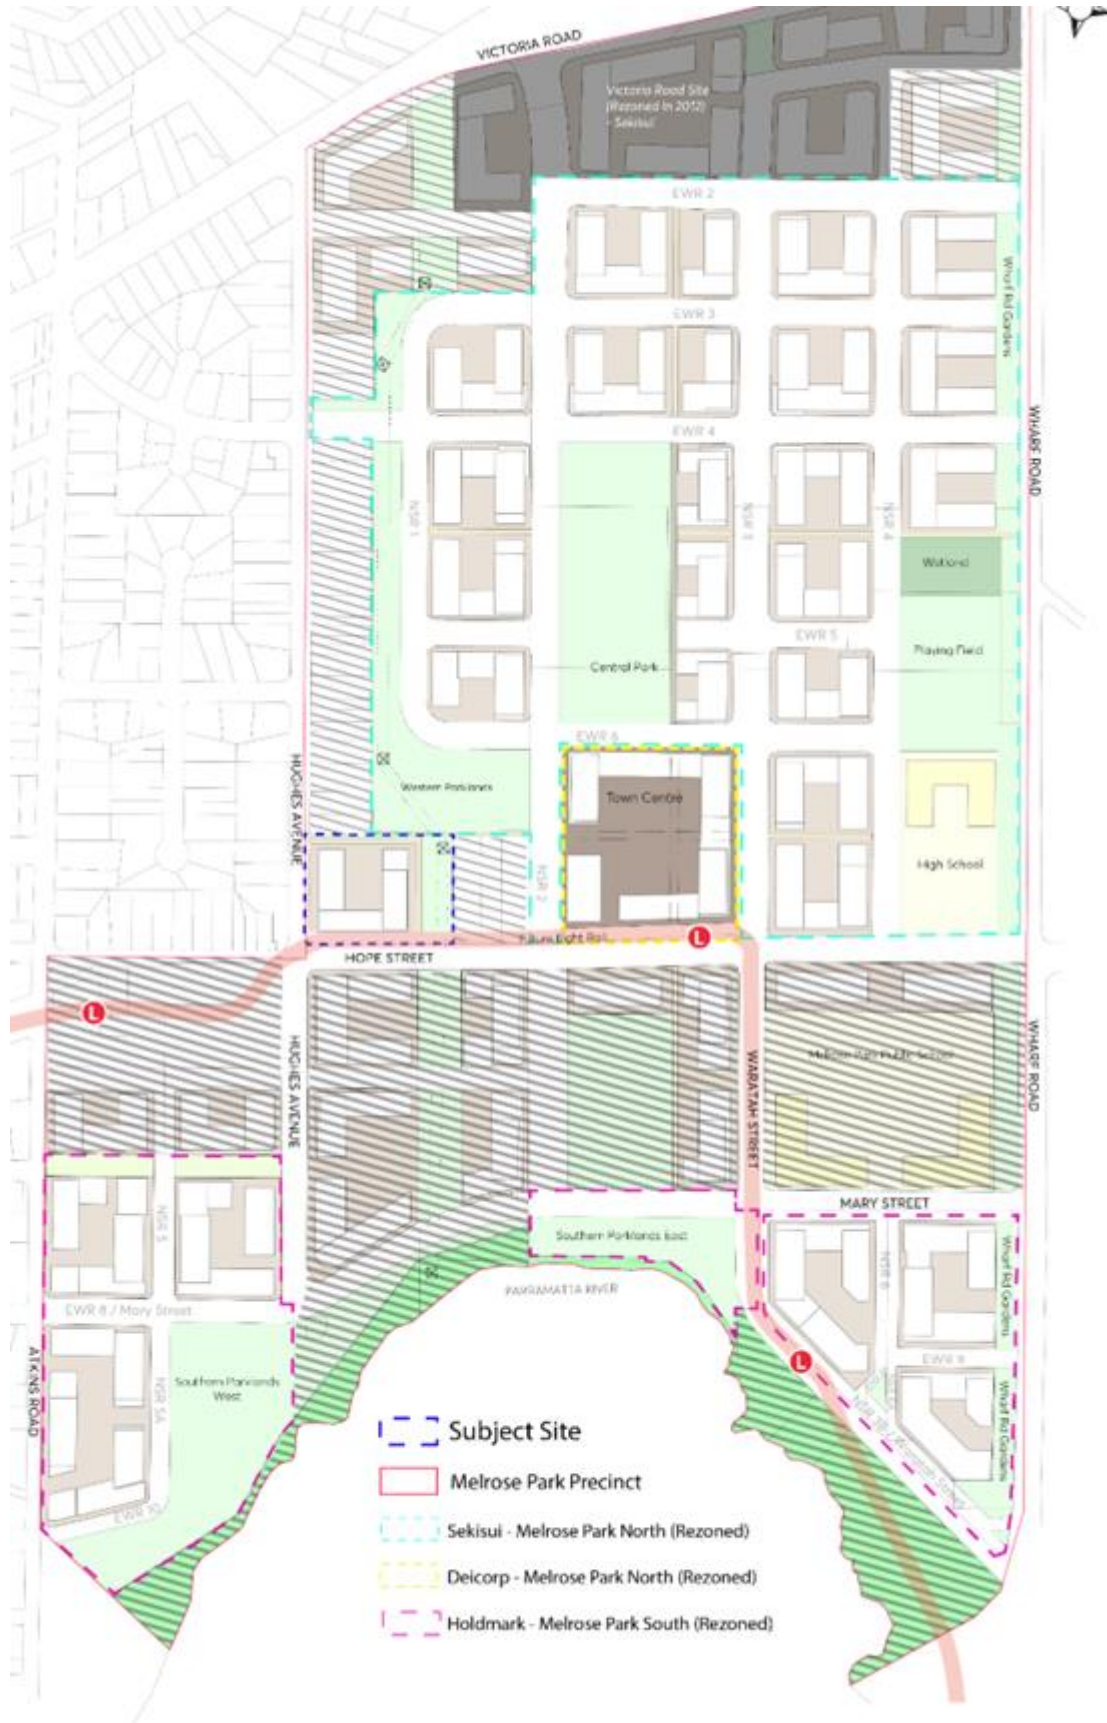 VICTORIA ROAD
Victoria Road Site
(Rezoned in 2012)
- Sekisui
EWR 2
Wharf Rd Gardens
EWR 3
WHARF ROAD
EWR 4
NSR 1
NSR 3
NSR 4
Wetland
EWR 5
Playing Field
Central Park
EWR 6
HUGHES AVENUE
Western Parklands
Town Centre
NSR 2
High School
Future Light Rail
L
HOPE STREET
L
HUGHES AVENUE
WARATAH STREET
Melrose Park Public School
WHARF ROAD
MARY STREET
NSR 5
Southern Parklands East
NSR 6
Wharf Rd Gardens
PARRAMATTA RIVER
EWR 8 / Mary Street
EWR 9
L
ATKINS ROAD
NSR 5A
Southern Parklands
West
Wharf Rd Gardens
EWR 10
Subject Site
Melrose Park Precinct
Sekisui - Melrose Park North (Rezoned)
Deicorp - Melrose Park North (Rezoned)
Holdmark - Melrose Park South (Rezoned)